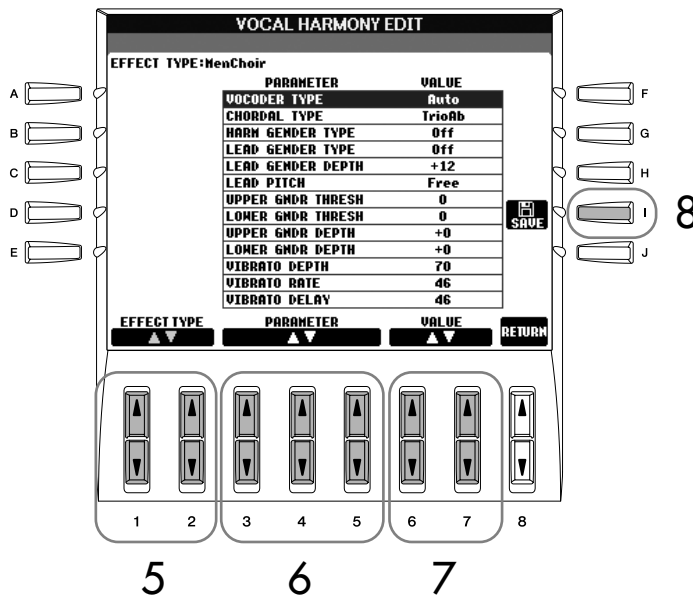 VOCAL HARMONY EDIT
EFFECT TYPE:MenChoir
PARAMETER VALUE
VOCODER TYPE Auto
CHORDAL TYPE TrioAb
HARM GENDER TYPE Off
LEAD GENDER TYPE Off
LEAD GENDER DEPTH +12
LEAD PITCH Free
UPPER GNDR THRESH 0
LOWER GNDR THRESH 0
UPPER GNDR DEPTH +0
LOWER GNDR DEPTH +0
VIBRATO DEPTH 70
VIBRATO RATE 46
VIBRATO DELAY 46
A
B
C
D
E
F
G
H
I
J
SAVE
8
EFFECT TYPE PARAMETER VALUE RETURN
1 2 3 4 5 6 7 8
5 6 7